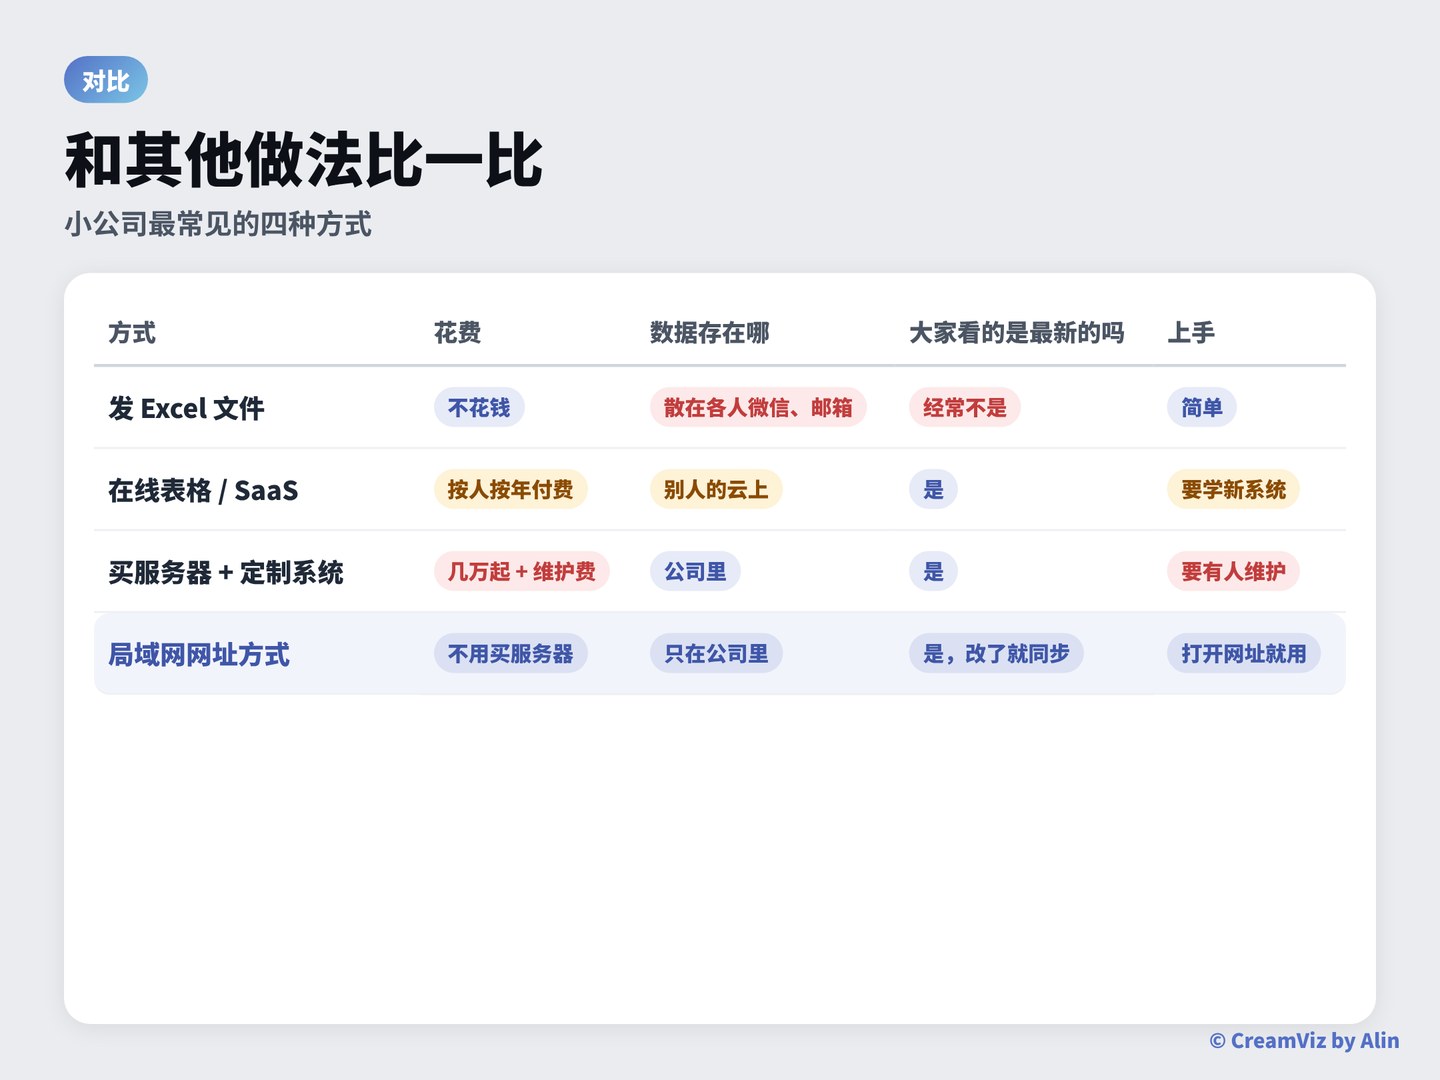 对比
和其他做法比一比
小公司最常见的四种方式
方式 花费 数据存在哪 大家看的是最新的吗 上手
发 Excel 文件 不花钱 散在各人微信、邮箱 经常不是 简单
在线表格 / SaaS 按人按年付费 别人的云上 是 要学新系统
买服务器 + 定制系统 几万起 + 维护费 公司里 是 要有人维护
局域网网址方式 不用买服务器 只在公司里 是，改了就同步 打开网址就用
© CreamViz by Alin